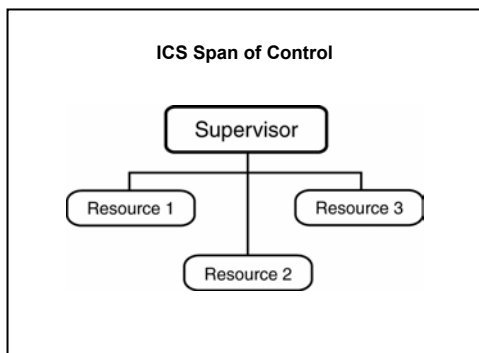 ICS Span of Control
Supervisor
Resource 1
Resource 3
Resource 2